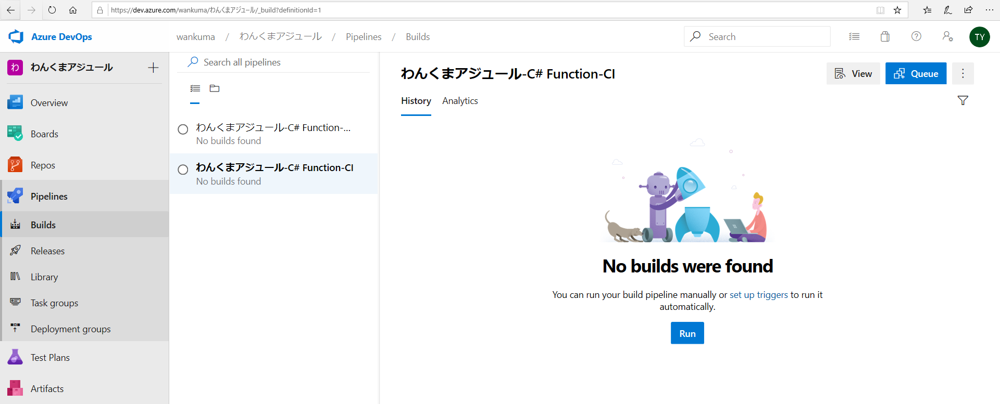 https://dev.azure.com/wankuma/わんくまアジュール/_build?definitionId=1
Azure DevOps
wankuma / わんくまアジュール / Pipelines / Builds
Search
TY
わ わんくまアジュール
Overview
Boards
Repos
Pipelines
Builds
Releases
Library
Task groups
Deployment groups
Test Plans
Artifacts
Search all pipelines
わんくまアジュール-C# Function-...
No builds found
わんくまアジュール-C# Function-CI
No builds found
わんくまアジュール-C# Function-CI
View
Queue
History Analytics
No builds were found
You can run your build pipeline manually or set up triggers to run it
automatically.
Run